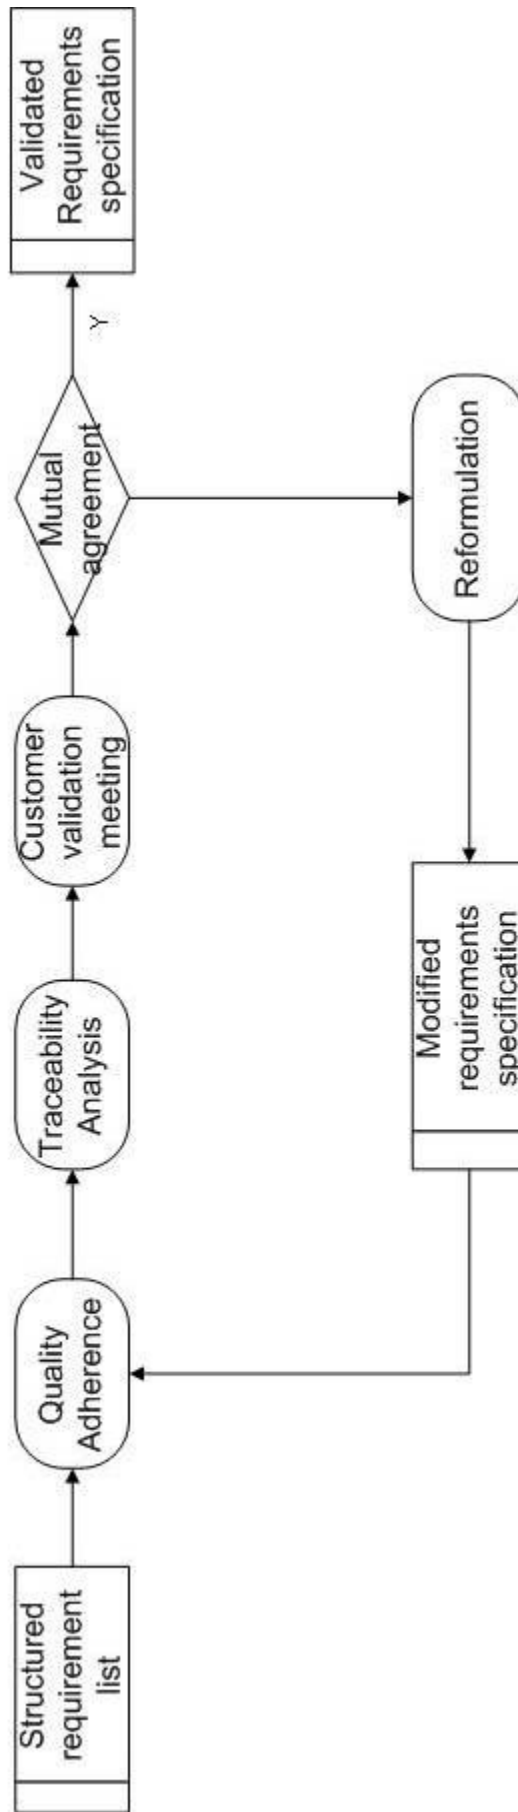 Structured
requirement
list
Quality
Adherence
Traceability
Analysis
Customer
validation
meeting
Mutual
agreement
Y
Validated
Requirements
specification
Reformulation
Modified
requirements
specification